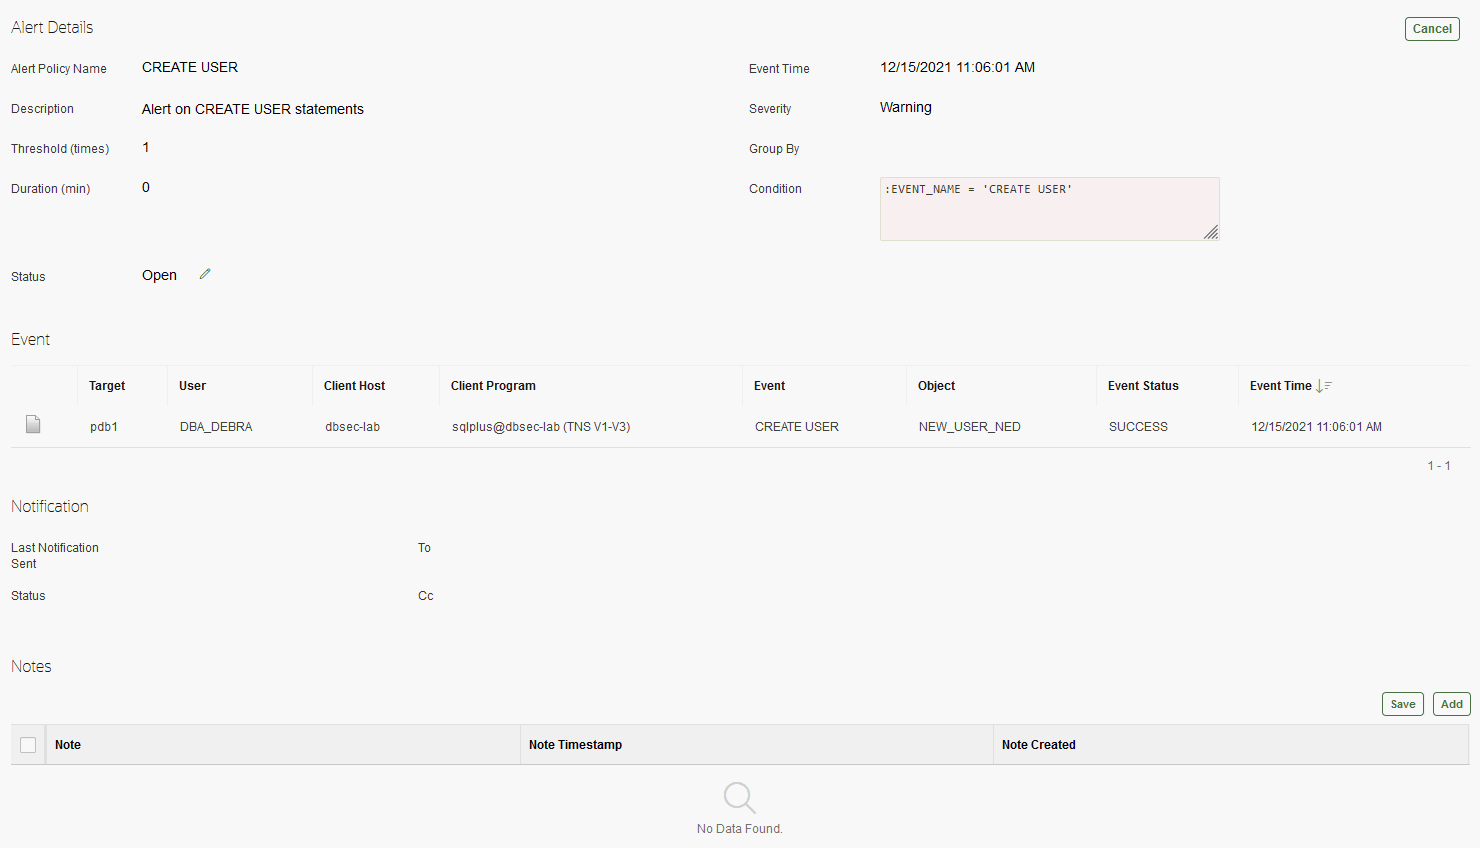 Alert Details
Cancel
Alert Policy Name CREATE USER Event Time 12/15/2021 11:06:01 AM
Description Alert on CREATE USER statements Severity Warning
Threshold (times) 1 Group By
Duration (min) 0 Condition :EVENT_NAME = 'CREATE USER'
Status Open
Event
Target User Client Host Client Program Event Object Event Status Event Time
pdb1 DBA_DEBRA dbsec-lab sqlplus@dbsec-lab (TNS V1-V3) CREATE USER NEW_USER_NED SUCCESS 12/15/2021 11:06:01 AM
1 - 1
Notification
Last Notification Sent To
Status Cc
Notes
Save Add
Note Note Timestamp Note Created
No Data Found.